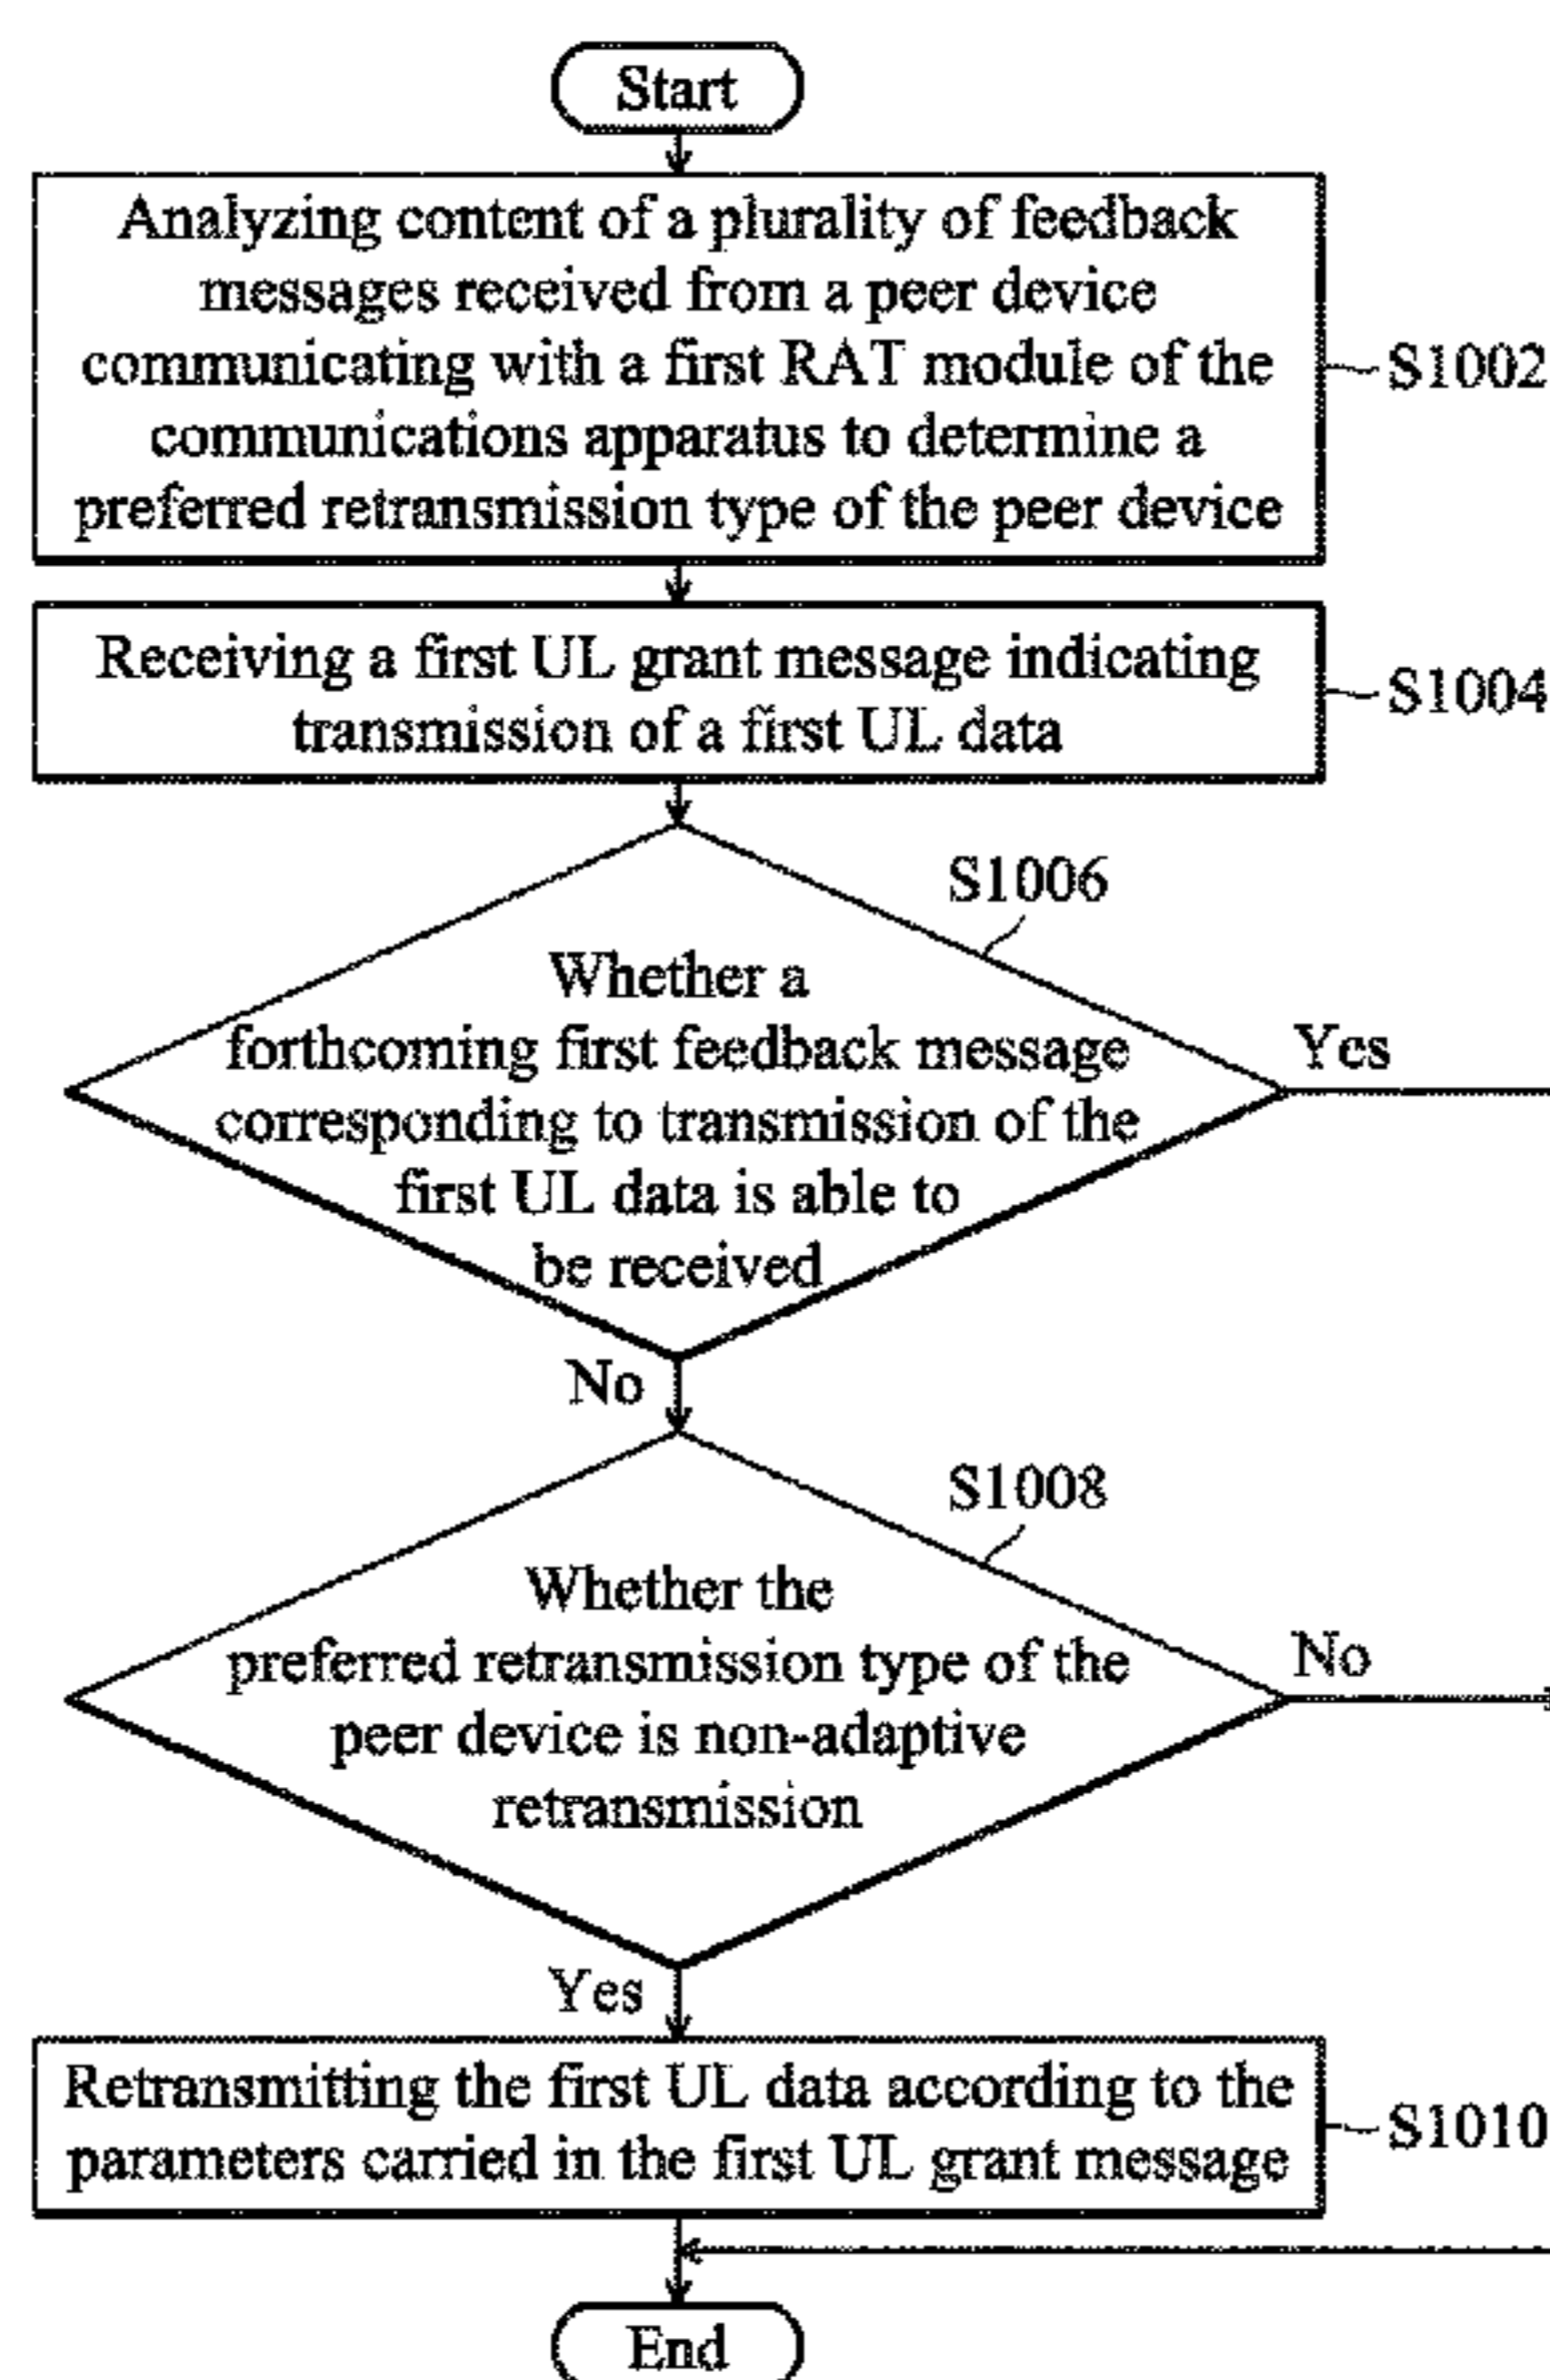 Start
Analyzing content of a plurality of feedback
messages received from a peer device
communicating with a first RAT module of the
communications apparatus to determine a
preferred retransmission type of the peer device
S1002
Receiving a first UL grant message indicating
transmission of a first UL data
S1004
S1006
Whether a
forthcoming first feedback message
corresponding to transmission of the
first UL data is able to
be received
Yes
No
S1008
Whether the
preferred retransmission type of the
peer device is non-adaptive
retransmission
No
Yes
Retransmitting the first UL data according to the
parameters carried in the first UL grant message
S1010
End